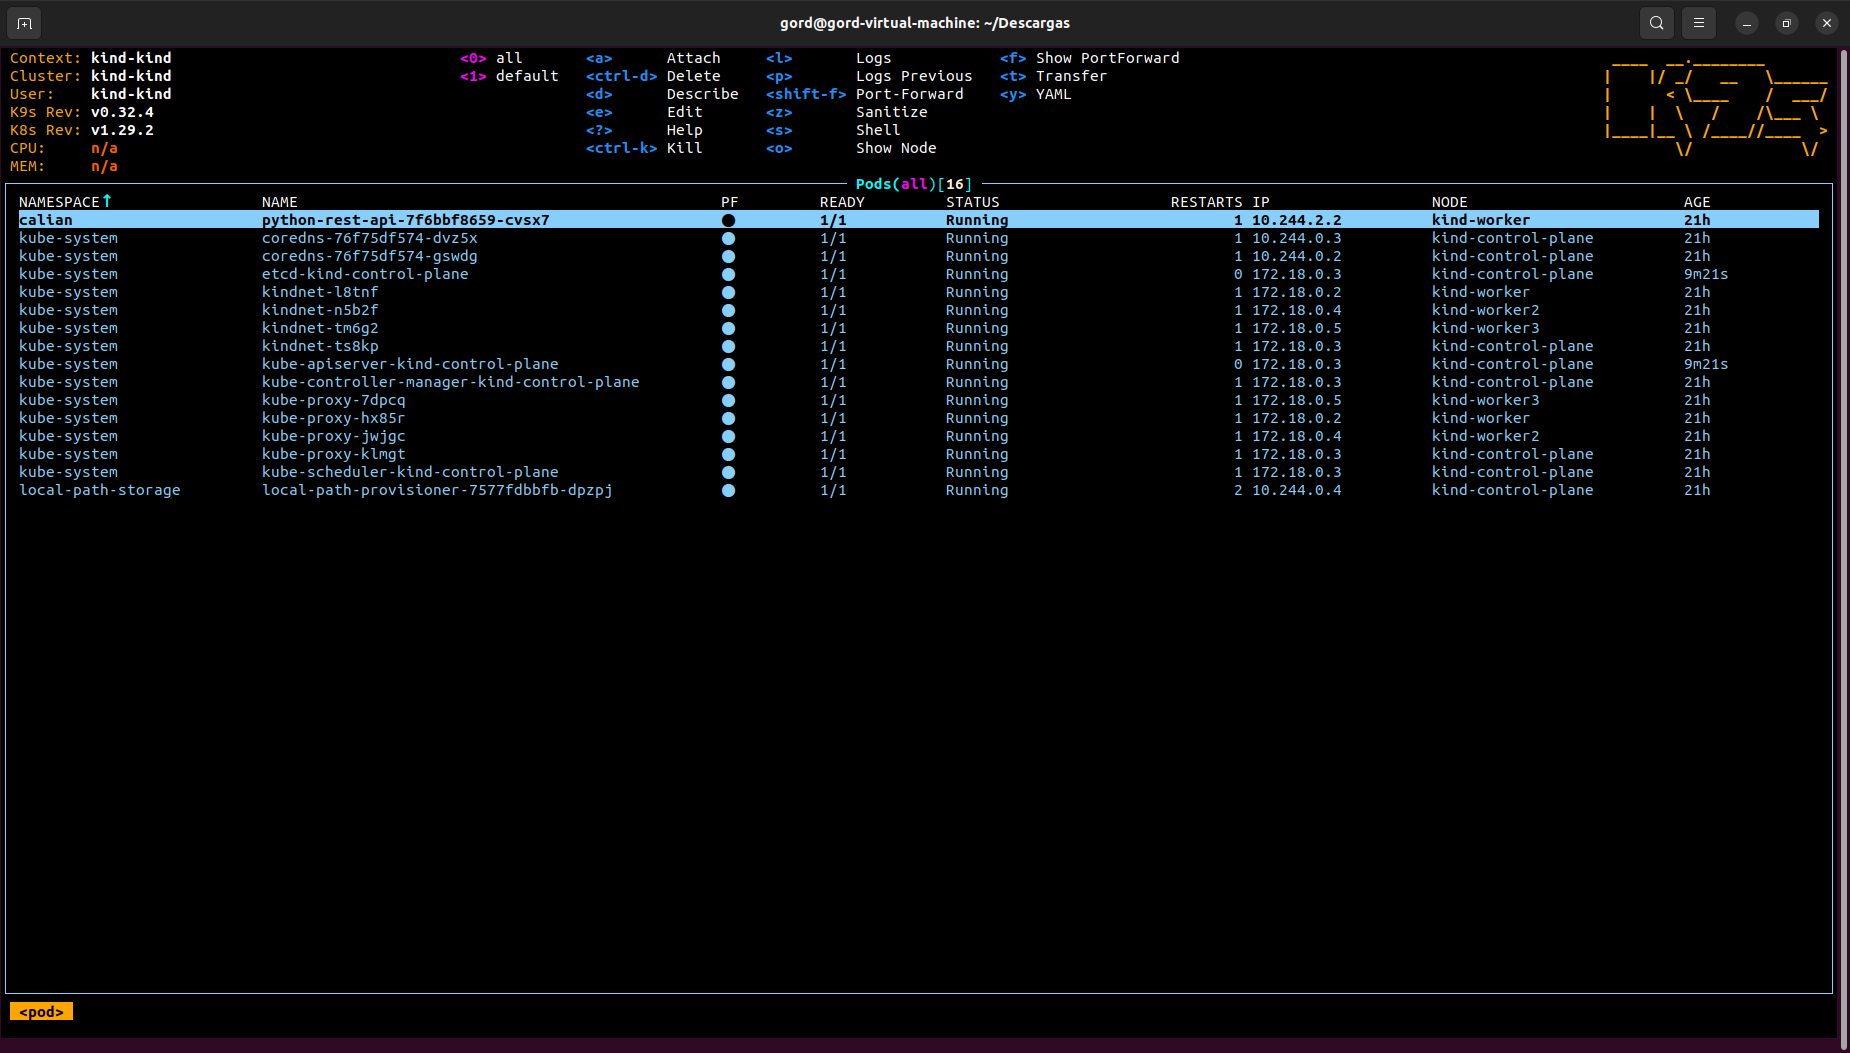 gord@gord-virtual-machine: ~/Descargas
Context: kind-kind <0> all <a> Attach <l> Logs <f> Show PortForward
Cluster: kind-kind <1> default <ctrl-d> Delete <p> Logs Previous <t> Transfer
User: kind-kind <d> Describe <shift-f> Port-Forward <y> YAML
K9s Rev: v0.32.4 <e> Edit <z> Sanitize
K8s Rev: v1.29.2 <?> Help <s> Shell
CPU: n/a <ctrl-k> Kill <o> Show Node
MEM: n/a
K9s
Pods(all)[16]
NAMESPACE↑ NAME PF READY STATUS RESTARTS IP NODE AGE
calian python-rest-api-7f6bbf8659-cvsx7 ● 1/1 Running 1 10.244.2.2 kind-worker 21h
kube-system coredns-76f75df574-dvz5x ● 1/1 Running 1 10.244.0.3 kind-control-plane 21h
kube-system coredns-76f75df574-gswdg ● 1/1 Running 1 10.244.0.2 kind-control-plane 21h
kube-system etcd-kind-control-plane ● 1/1 Running 0 172.18.0.3 kind-control-plane 9m21s
kube-system kindnet-l8tnf ● 1/1 Running 1 172.18.0.2 kind-worker 21h
kube-system kindnet-n5b2f ● 1/1 Running 1 172.18.0.4 kind-worker2 21h
kube-system kindnet-tm6g2 ● 1/1 Running 1 172.18.0.5 kind-worker3 21h
kube-system kindnet-ts8kp ● 1/1 Running 1 172.18.0.3 kind-control-plane 21h
kube-system kube-apiserver-kind-control-plane ● 1/1 Running 0 172.18.0.3 kind-control-plane 9m21s
kube-system kube-controller-manager-kind-control-plane ● 1/1 Running 1 172.18.0.3 kind-control-plane 21h
kube-system kube-proxy-7dpcq ● 1/1 Running 1 172.18.0.5 kind-worker3 21h
kube-system kube-proxy-hx85r ● 1/1 Running 1 172.18.0.2 kind-worker 21h
kube-system kube-proxy-jwjgc ● 1/1 Running 1 172.18.0.4 kind-worker2 21h
kube-system kube-proxy-klmgt ● 1/1 Running 1 172.18.0.3 kind-control-plane 21h
kube-system kube-scheduler-kind-control-plane ● 1/1 Running 1 172.18.0.3 kind-control-plane 21h
local-path-storage local-path-provisioner-7577fdbbfb-dpzpj ● 1/1 Running 2 10.244.0.4 kind-control-plane 21h
<pod>